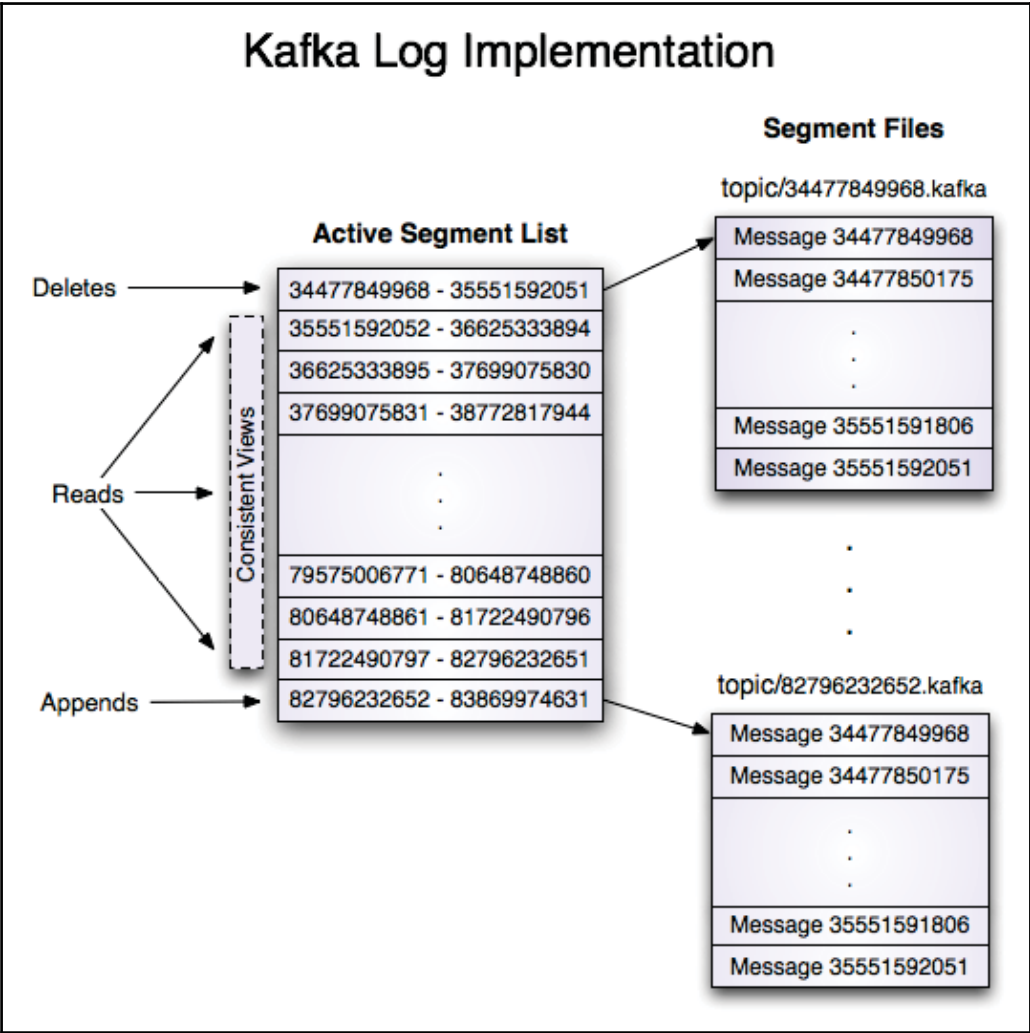 Kafka Log Implementation
Segment Files
topic/34477849968.kafka
Message 34477849968
Message 34477850175
.
.
.
Message 35551591806
Message 35551592051
.
.
.
topic/82796232652.kafka
Message 34477849968
Message 34477850175
.
.
.
Message 35551591806
Message 35551592051
Active Segment List
34477849968 - 35551592051
35551592052 - 36625333894
36625333895 - 37699075830
37699075831 - 38772817944
.
.
.
79575006771 - 80648748860
80648748861 - 81722490796
81722490797 - 82796232651
82796232652 - 83869974631
Deletes
Reads
Appends
Consistent Views